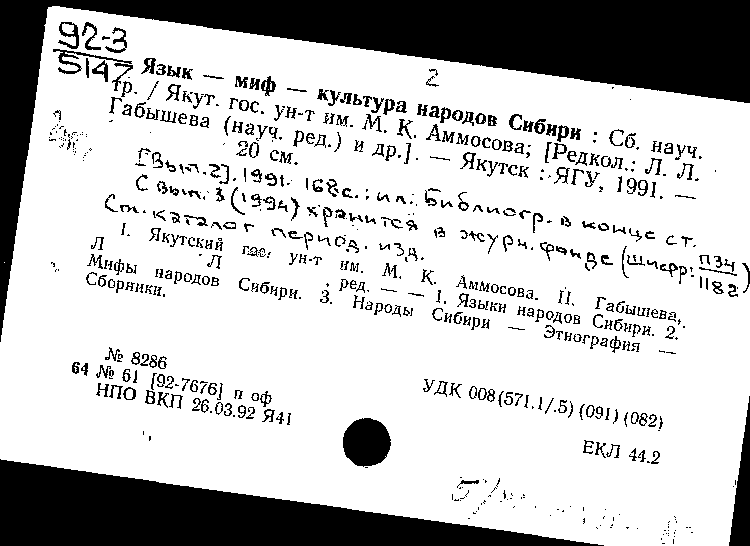 92-3
5147
2
Язык — миф — культура народов Сибири : Сб. науч.
тр. / Якут. гос. ун-т им. М. К. Аммосова; [Редкол.: Л. Л.
Габышева (науч. ред.) и др.]. — Якутск : ЯГУ, 1991. —
20 см.
[Вып. 2]. 1991. 168с.: ил. Библиогр. в конце ст.
С вып. 3 (1994) хранится в журн. фонде (шифр: П34
1182)
См. каталог период. изд.
I. Якутский гос. ун-т им. М. К. Аммосова. II. Габышева,
Л Л , ред. — — 1. Языки народов Сибири. 2.
Мифы народов Сибири. 3. Народы Сибири — Этнография —
Сборники.
№ 8286
64 № 61 [92-7676] п оф
НПО ВКП 26.03.92 Я41
УДК 008(571.1/.5) (091) (082)
ЕКЛ 44.2